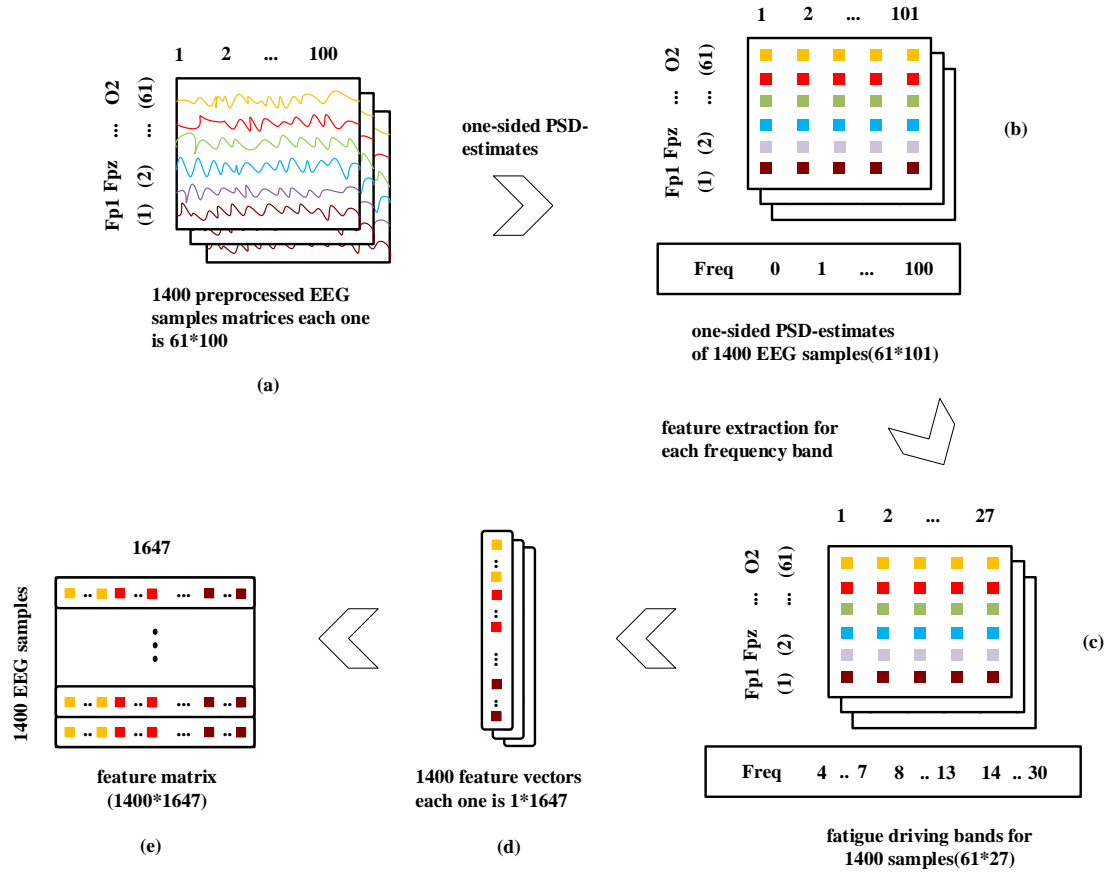 1 2 ... 100
Fp1 Fpz ... O2
(1) (2) ... (61)
1400 preprocessed EEG
samples matrices each one
is 61*100
(a)
one-sided PSD-
estimates
1 2 ... 101
Fp1 Fpz ... O2
(1) (2) ... (61)
(b)
Freq 0 1 ... 100
one-sided PSD-estimates
of 1400 EEG samples(61*101)
feature extraction for
each frequency band
1 2 ... 27
Fp1 Fpz ... O2
(1) (2) ... (61)
(c)
Freq 4 .. 7 8 .. 13 14 .. 30
fatigue driving bands for
1400 samples(61*27)
1400 feature vectors
each one is 1*1647
(d)
1647
1400 EEG samples
feature matrix
(1400*1647)
(e)